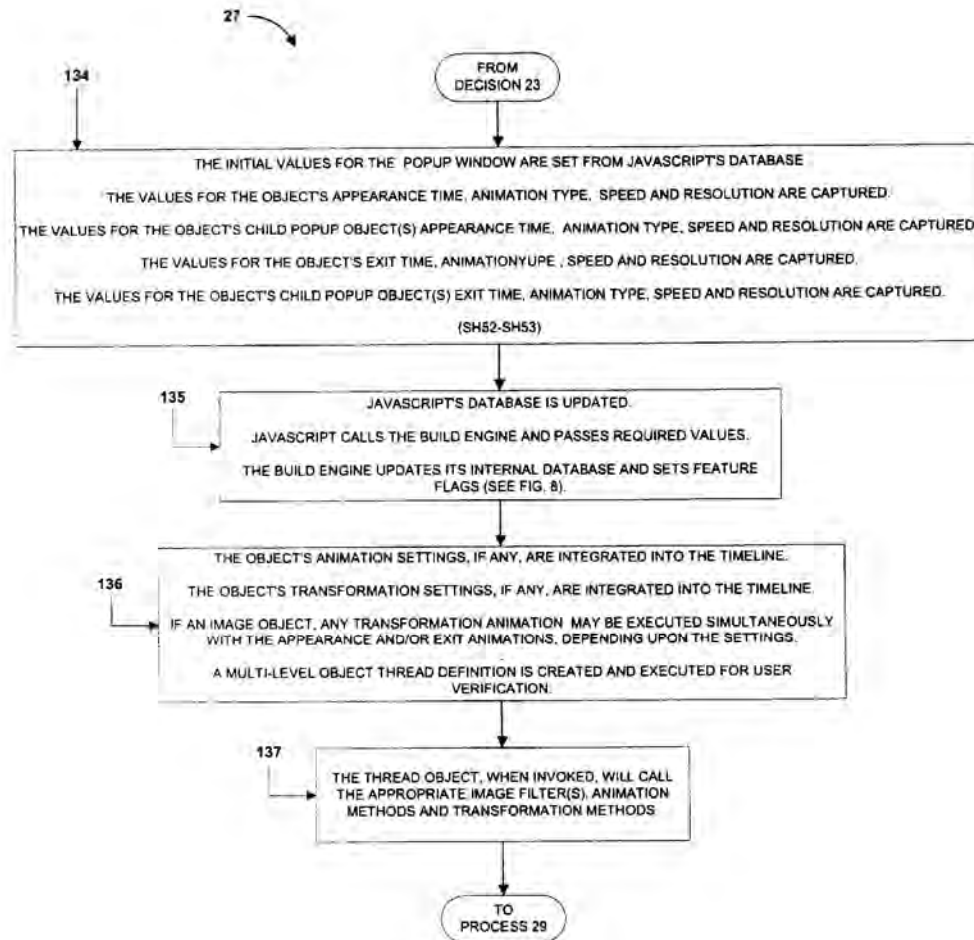 27
FROM
DECISION 23
134
THE INITIAL VALUES FOR THE POPUP WINDOW ARE SET FROM JAVASCRIPT'S DATABASE
THE VALUES FOR THE OBJECT'S APPEARANCE TIME, ANIMATION TYPE, SPEED AND RESOLUTION ARE CAPTURED.
THE VALUES FOR THE OBJECT'S CHILD POPUP OBJECT(S) APPEARANCE TIME, ANIMATION TYPE, SPEED AND RESOLUTION ARE CAPTURED
THE VALUES FOR THE OBJECT'S EXIT TIME, ANIMATIONYUPE , SPEED AND RESOLUTION ARE CAPTURED.
THE VALUES FOR THE OBJECT'S CHILD POPUP OBJECT(S) EXIT TIME, ANIMATION TYPE, SPEED AND RESOLUTION ARE CAPTURED.
(SH52-SH53)
135
JAVASCRIPT'S DATABASE IS UPDATED.
JAVASCRIPT CALLS THE BUILD ENGINE AND PASSES REQUIRED VALUES.
THE BUILD ENGINE UPDATES ITS INTERNAL DATABASE AND SETS FEATURE
FLAGS (SEE FIG. 8).
136
THE OBJECT'S ANIMATION SETTINGS, IF ANY, ARE INTEGRATED INTO THE TIMELINE.
THE OBJECT'S TRANSFORMATION SETTINGS, IF ANY, ARE INTEGRATED INTO THE TIMELINE.
IF AN IMAGE OBJECT, ANY TRANSFORMATION ANIMATION MAY BE EXECUTED SIMULTANEOUSLY
WITH THE APPEARANCE AND/OR EXIT ANIMATIONS, DEPENDING UPON THE SETTINGS.
A MULTI-LEVEL OBJECT THREAD DEFINITION IS CREATED AND EXECUTED FOR USER
VERIFICATION.
137
THE THREAD OBJECT, WHEN INVOKED, WILL CALL
THE APPROPRIATE IMAGE FILTER(S), ANIMATION
METHODS AND TRANSFORMATION METHODS
TO
PROCESS 29